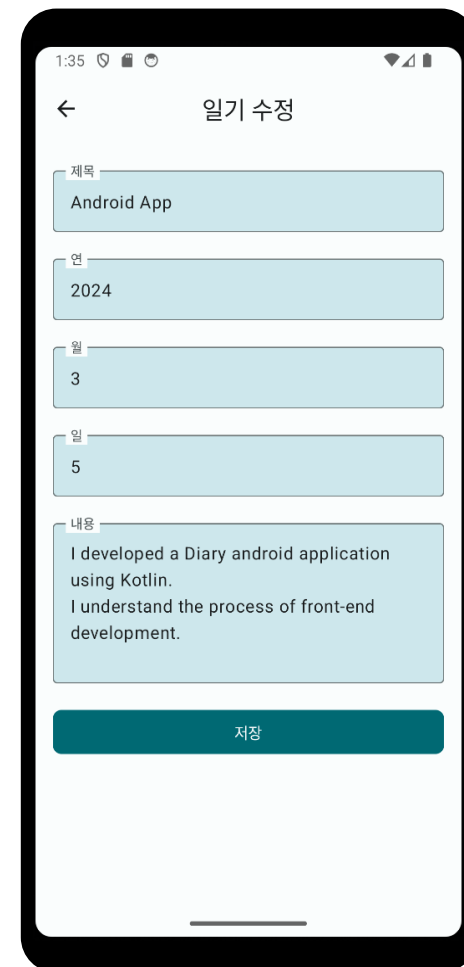 1:35
일기 수정
제목
Android App
연
2024
월
3
일
5
내용
I developed a Diary android application
using Kotlin.
I understand the process of front-end
development.
저장